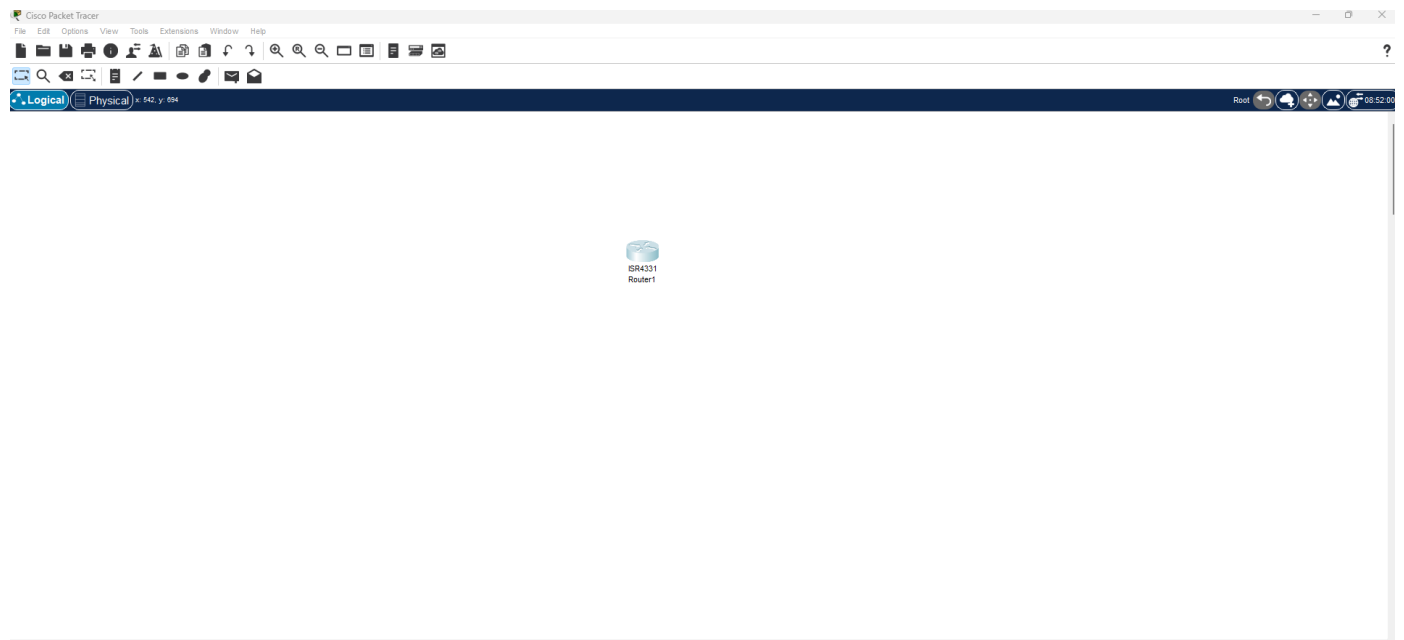 Cisco Packet Tracer
File Edit Options View Tools Extensions Window Help
?
Logical Physical x: 542, y: 694 Root 08:52:00
ISR4331
Router1